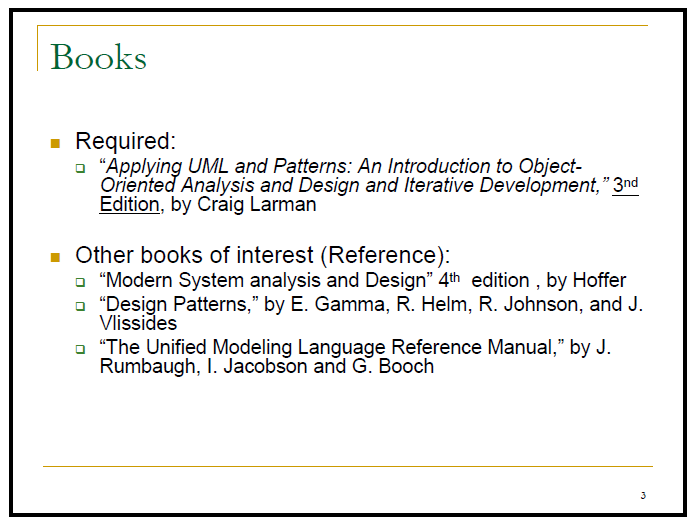 Books
Required:
“Applying UML and Patterns: An Introduction to Object-
Oriented Analysis and Design and Iterative Development,” 3nd
Edition, by Craig Larman
Other books of interest (Reference):
“Modern System analysis and Design” 4th edition , by Hoffer
“Design Patterns,” by E. Gamma, R. Helm, R. Johnson, and J.
Vlissides
“The Unified Modeling Language Reference Manual,” by J.
Rumbaugh, I. Jacobson and G. Booch
3